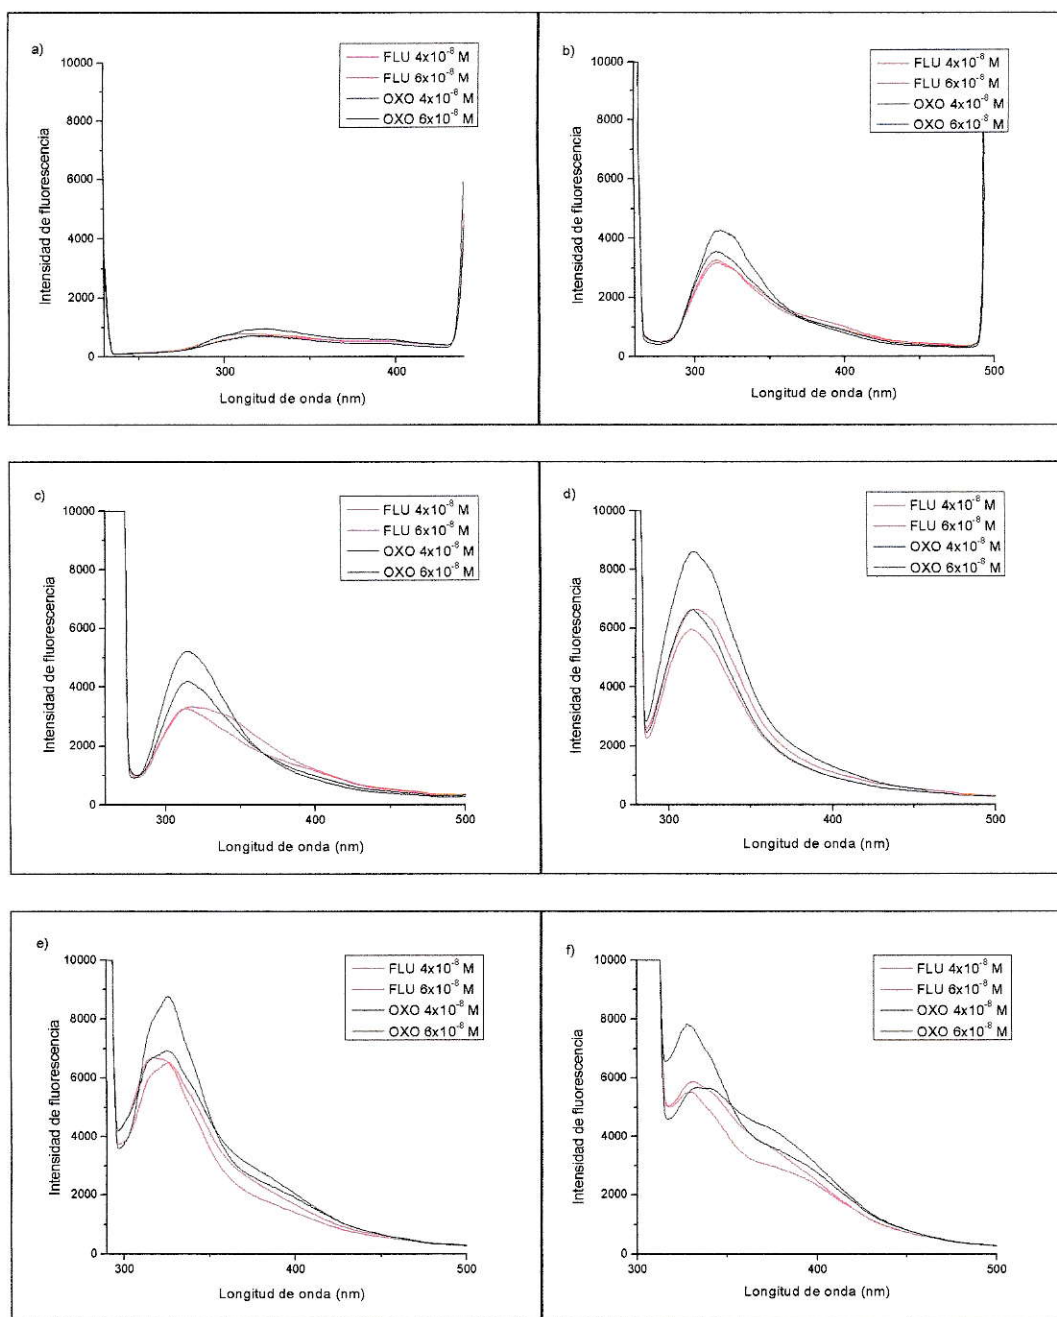 a)
FLU 4x10⁻⁸ M
FLU 6x10⁻⁸ M
OXO 4x10⁻⁸ M
OXO 6x10⁻⁸ M
10000
8000
6000
4000
2000
0
Intensidad de fluorescencia
300
400
Longitud de onda (nm)
b)
FLU 4x10⁻⁸ M
FLU 6x10⁻⁸ M
OXO 4x10⁻⁸ M
OXO 6x10⁻⁸ M
10000
8000
6000
4000
2000
0
Intensidad de fluorescencia
300
400
500
Longitud de onda (nm)
c)
FLU 4x10⁻⁸ M
FLU 6x10⁻⁸ M
OXO 4x10⁻⁸ M
OXO 6x10⁻⁸ M
10000
8000
6000
4000
2000
0
Intensidad de fluorescencia
300
400
500
Longitud de onda (nm)
d)
FLU 4x10⁻⁸ M
FLU 6x10⁻⁸ M
OXO 4x10⁻⁸ M
OXO 6x10⁻⁸ M
10000
8000
6000
4000
2000
0
Intensidad de fluorescencia
300
400
500
Longitud de onda (nm)
e)
FLU 4x10⁻⁸ M
FLU 6x10⁻⁸ M
OXO 4x10⁻⁸ M
OXO 6x10⁻⁸ M
10000
8000
6000
4000
2000
0
Intensidad de fluorescencia
300
400
500
Longitud de onda (nm)
f)
FLU 4x10⁻⁸ M
FLU 6x10⁻⁸ M
OXO 4x10⁻⁸ M
OXO 6x10⁻⁸ M
10000
8000
6000
4000
2000
0
Intensidad de fluorescencia
300
400
500
Longitud de onda (nm)